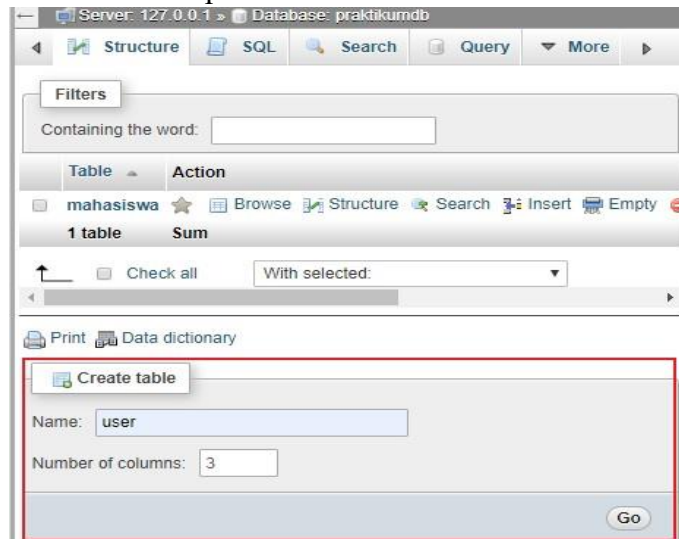 Server: 127.0.0.1 » Database: praktikumdb
Structure SQL Search Query More
Filters
Containing the word:
Table Action
mahasiswa Browse Structure Search Insert Empty
1 table Sum
Check all With selected:
Print Data dictionary
Create table
Name: user
Number of columns: 3
Go